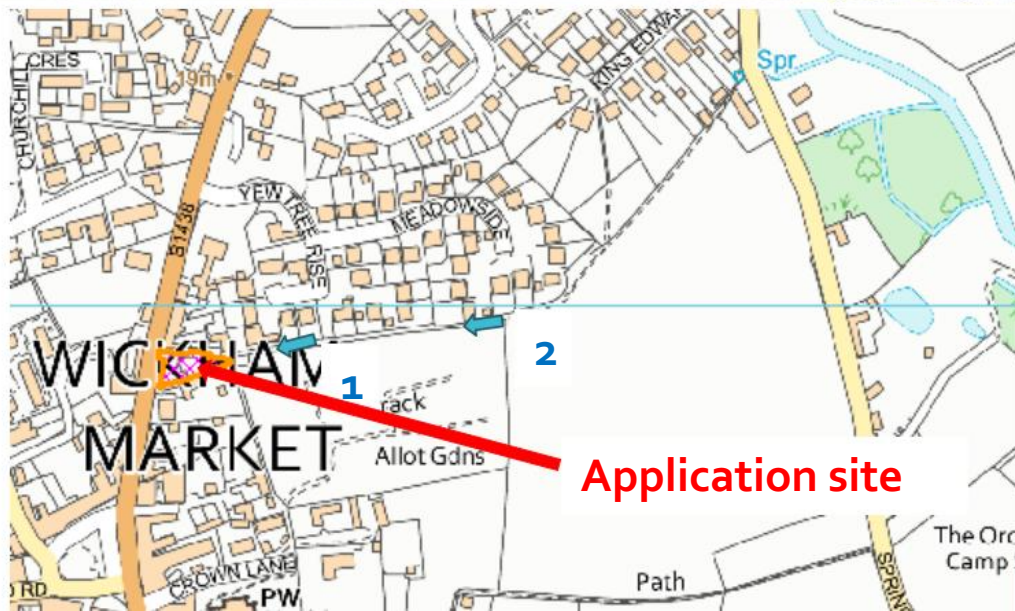 CHURCHILL
CRES
19m
KING EDWA
Spr
YEW TREE
RISE
MEADOWSIDE
B1438
WICKHAM
MARKET
1
2
rack
Allot Gdns
Application site
CROWN LANE
PW
RD
Path
SPRIN
The Orc
Camp